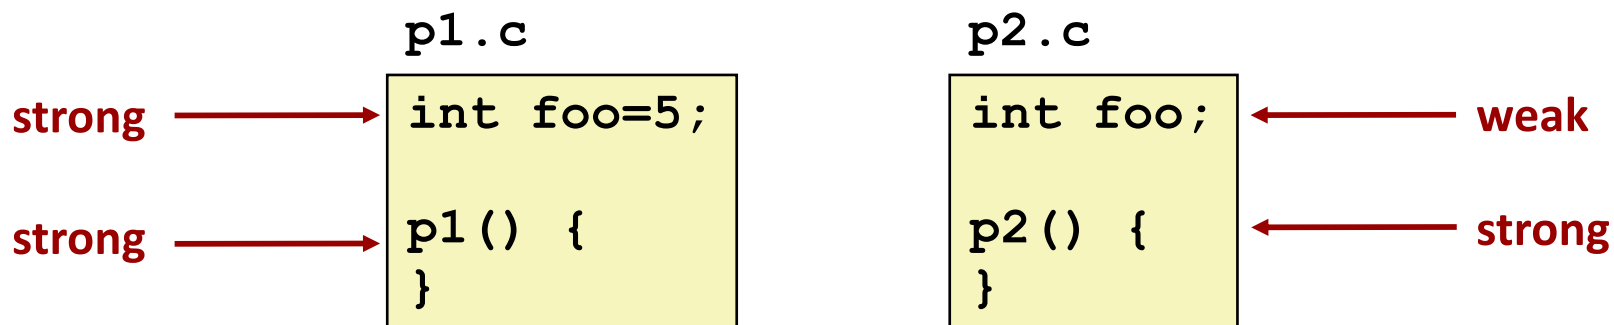 p1.c
p2.c
strong
int foo=5;
int foo;
weak
strong
p1() {
p2() {
strong
}
}